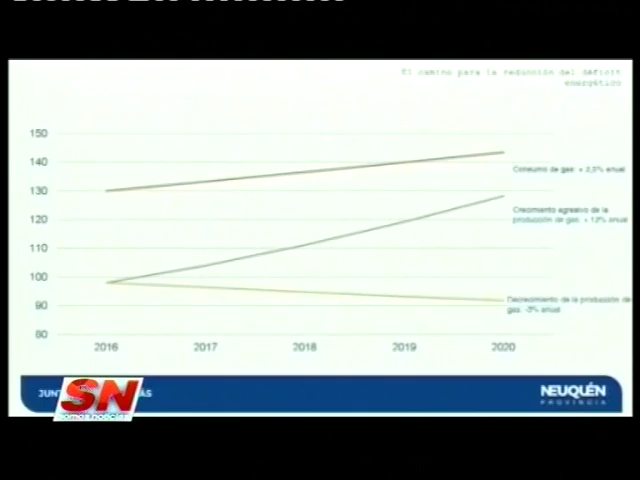 El camino para la reducción del déficit
energético
150
140
130
120
110
100
90
80
Consumo de gas: + 2,5% anual
Crecimiento agresivo de la
producción de gas: + 12% anual
Decrecimiento de la producción de
gas: -3% anual
2016
2017
2018
2019
2020
SN
somos.noticias
NEUQUÉN
PROVINCIA